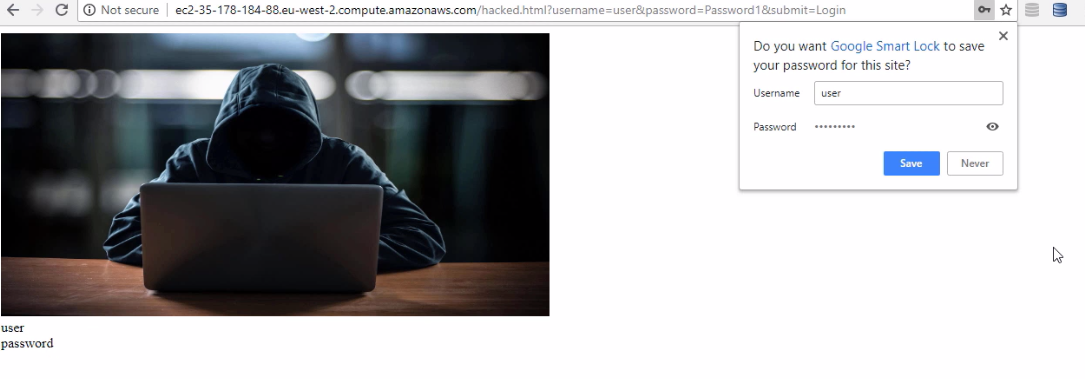 Not secure | ec2-35-178-184-88.eu-west-2.compute.amazonaws.com/hacked.html?username=user&password=Password1&submit=Login
Do you want Google Smart Lock to save
your password for this site?
Username user
Password •••••••••
Save Never
user
password